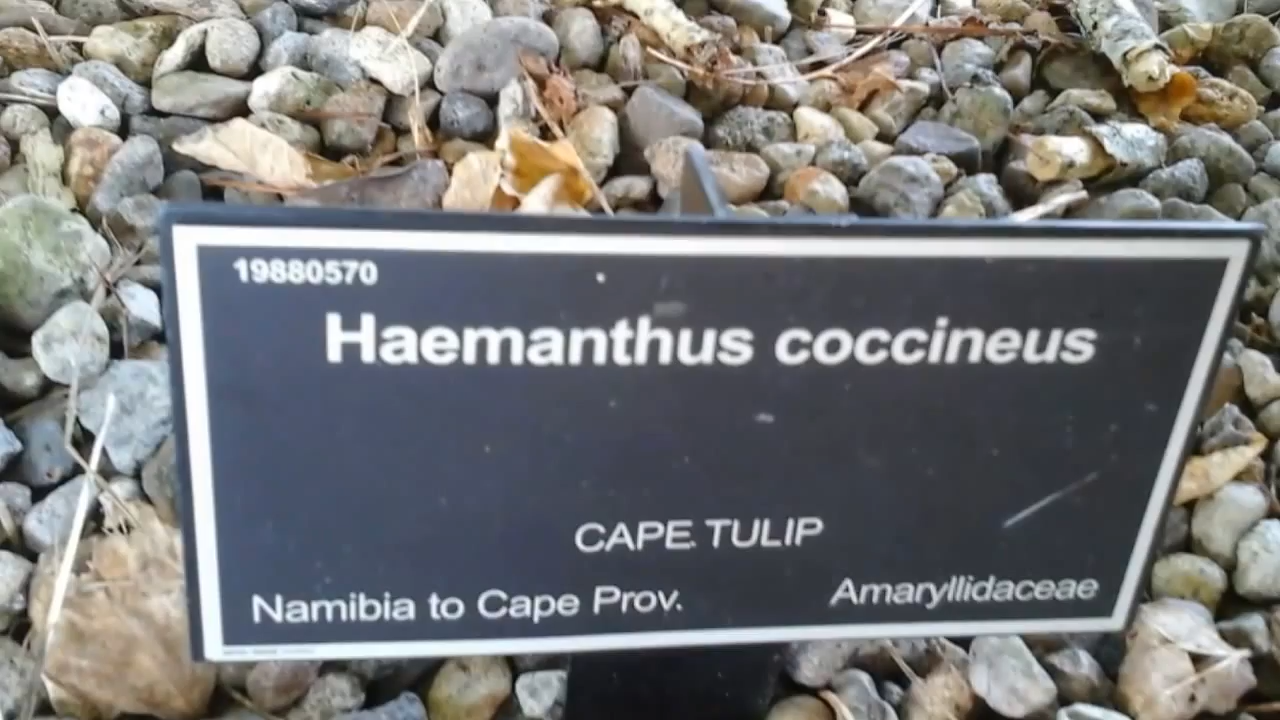 19880570
Haemanthus coccineus
CAPE TULIP
Namibia to Cape Prov.
Amaryllidaceae